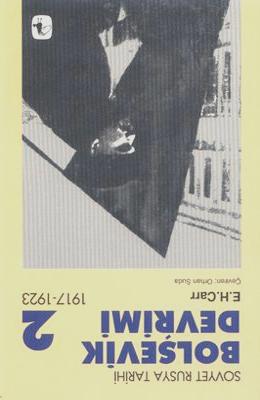 SOVYET RUSYA TARİHİ
BOLŞEVİK
DEVRİMİ
2
E.H.Carr
1917-1923
Çeviren: Orhan Suda